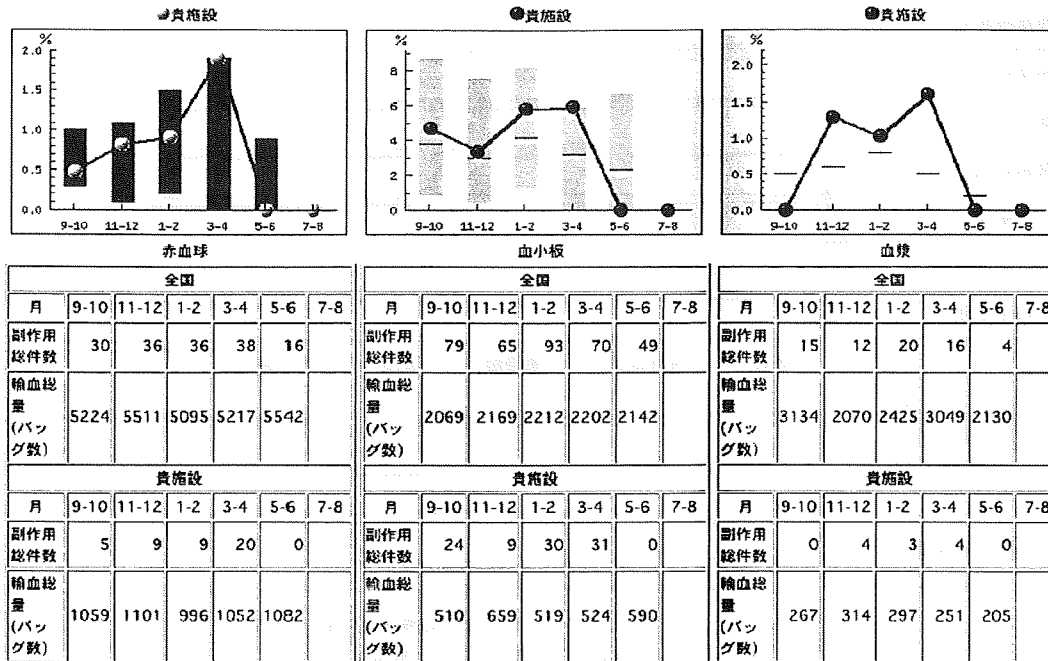 貴施設
%
2.0
1.5
1.0
0.5
0.0
9-10 11-12 1-2 3-4 5-6 7-8
赤血球
全国
月 9-10 11-12 1-2 3-4 5-6 7-8
副作用総件数 30 36 36 38 16
輸血総量(バッグ数) 5224 5511 5095 5217 5542
貴施設
月 9-10 11-12 1-2 3-4 5-6 7-8
副作用総件数 5 9 9 20 0
輸血総量(バッグ数) 1059 1101 996 1052 1082
貴施設
%
8
6
4
2
0
9-10 11-12 1-2 3-4 5-6 7-8
血小板
全国
月 9-10 11-12 1-2 3-4 5-6 7-8
副作用総件数 79 65 93 70 49
輸血総量(バッグ数) 2069 2169 2212 2202 2142
貴施設
月 9-10 11-12 1-2 3-4 5-6 7-8
副作用総件数 24 9 30 31 0
輸血総量(バッグ数) 510 659 519 524 590
貴施設
%
2.0
1.5
1.0
0.5
0.0
9-10 11-12 1-2 3-4 5-6 7-8
血漿
全国
月 9-10 11-12 1-2 3-4 5-6 7-8
副作用総件数 15 12 20 16 4
輸血総量(バッグ数) 3134 2070 2425 3049 2130
貴施設
月 9-10 11-12 1-2 3-4 5-6 7-8
副作用総件数 0 4 3 4 0
輸血総量(バッグ数) 267 314 297 251 205